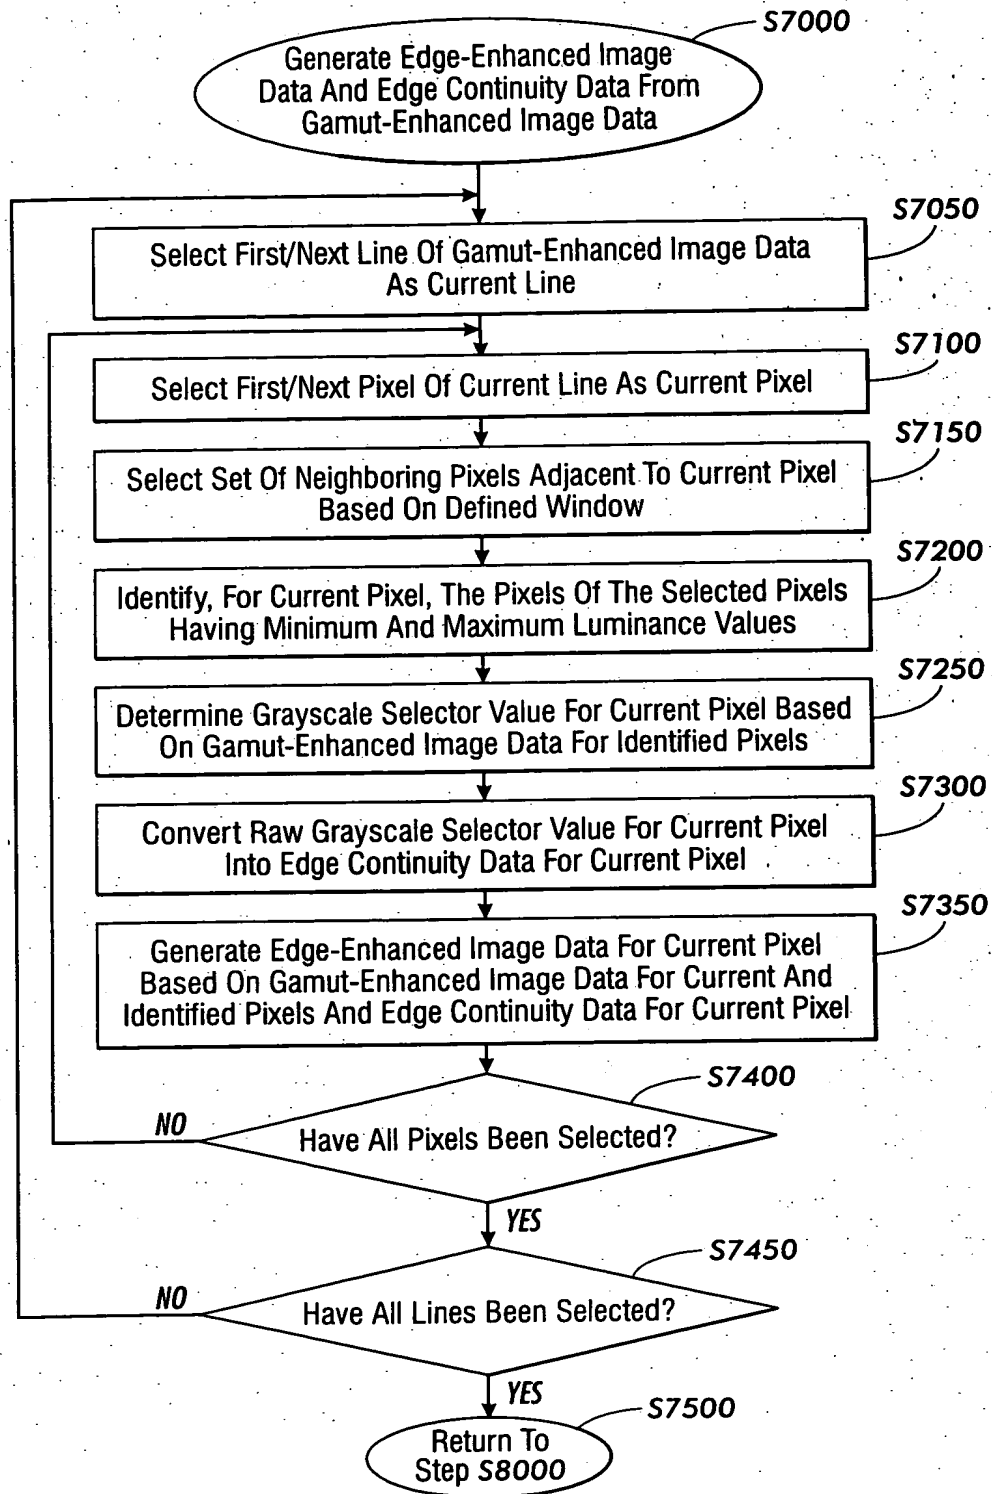 S7000
Generate Edge-Enhanced Image
Data And Edge Continuity Data From
Gamut-Enhanced Image Data
S7050
Select First/Next Line Of Gamut-Enhanced Image Data
As Current Line
S7100
Select First/Next Pixel Of Current Line As Current Pixel
S7150
Select Set Of Neighboring Pixels Adjacent To Current Pixel
Based On Defined Window
S7200
Identify, For Current Pixel, The Pixels Of The Selected Pixels
Having Minimum And Maximum Luminance Values
S7250
Determine Grayscale Selector Value For Current Pixel Based
On Gamut-Enhanced Image Data For Identified Pixels
S7300
Convert Raw Grayscale Selector Value For Current Pixel
Into Edge Continuity Data For Current Pixel
S7350
Generate Edge-Enhanced Image Data For Current Pixel
Based On Gamut-Enhanced Image Data For Current And
Identified Pixels And Edge Continuity Data For Current Pixel
S7400
NO
Have All Pixels Been Selected?
YES
S7450
NO
Have All Lines Been Selected?
YES
S7500
Return To
Step S8000